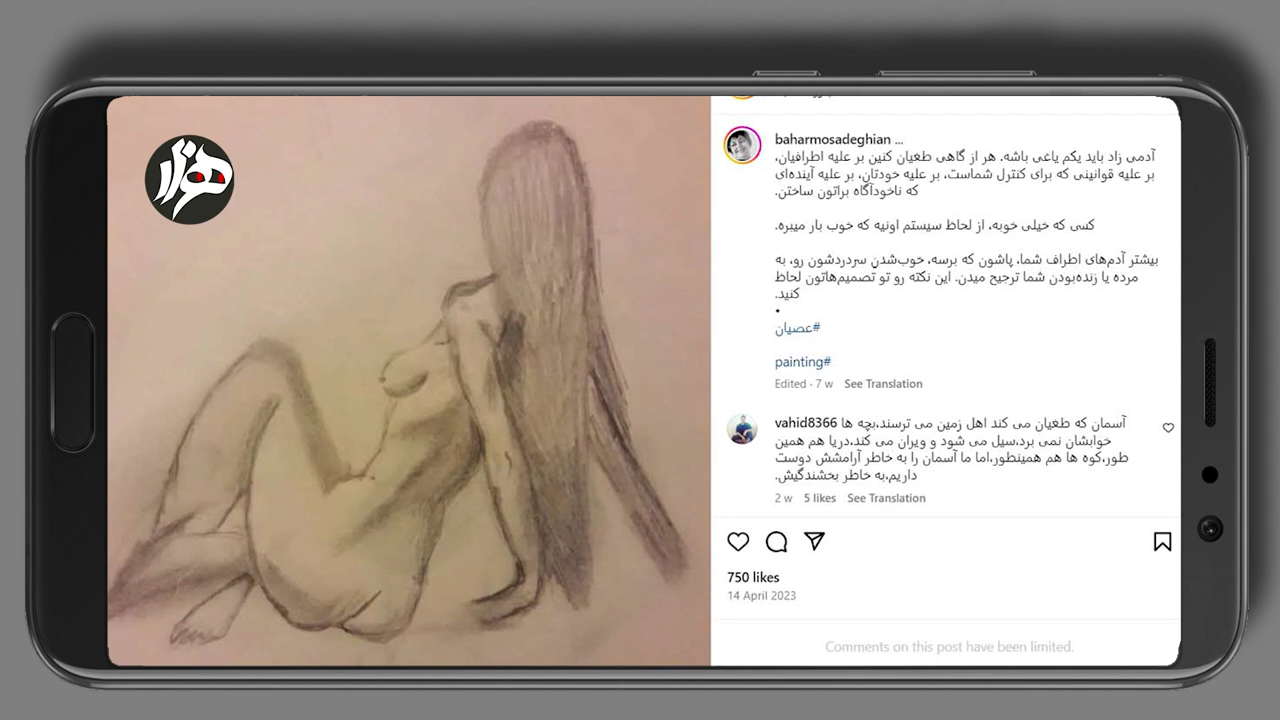 هزار
baharmosadeghian ...
آدمی زاد باید یکم یاغی باشه. هر از گاهی طغیان کنین بر علیه اطرافیان،
بر علیه قوانینی که برای کنترل شماست، بر علیه خودتان، بر علیه آینده‌ای
که ناخودآگاه براتون ساختن.
کسی که خیلی خوبه، از لحاظ سیستم اونیه که خوب بار میبره.
بیشتر آدم‌های اطراف شما، پاشون که برسه، خوب‌شدنِ سردردشون رو، به
مرده یا زنده‌بودن شما ترجیح میدن. این نکته رو تو تصمیم‌هاتون لحاظ
کنید.
•
#عصیان
#painting
Edited · 7 w See Translation
vahid8366 آسمان که طغیان می کند اهل زمین می ترسند،بچه ها
خوابشان نمی برد،سیل می شود و ویران می کند،دریا هم همین
طور،کوه ها هم همینطور،اما ما آسمان را به خاطر آرامشش دوست
داریم،به خاطر بخشندگیش.
2 w 5 likes See Translation
750 likes
14 April 2023
Comments on this post have been limited.